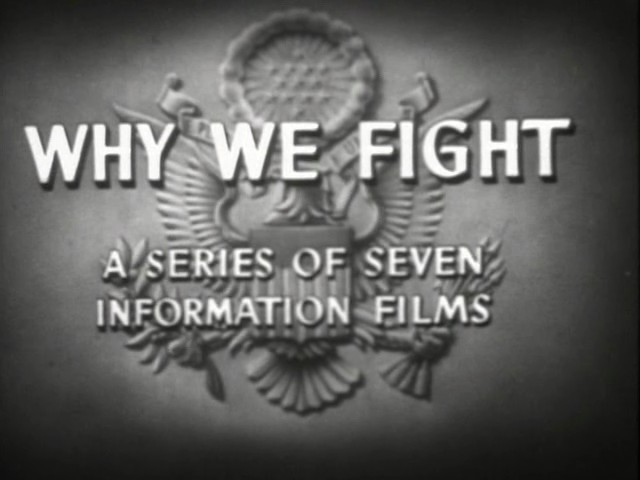 WHY WE FIGHT
A SERIES OF SEVEN
INFORMATION FILMS